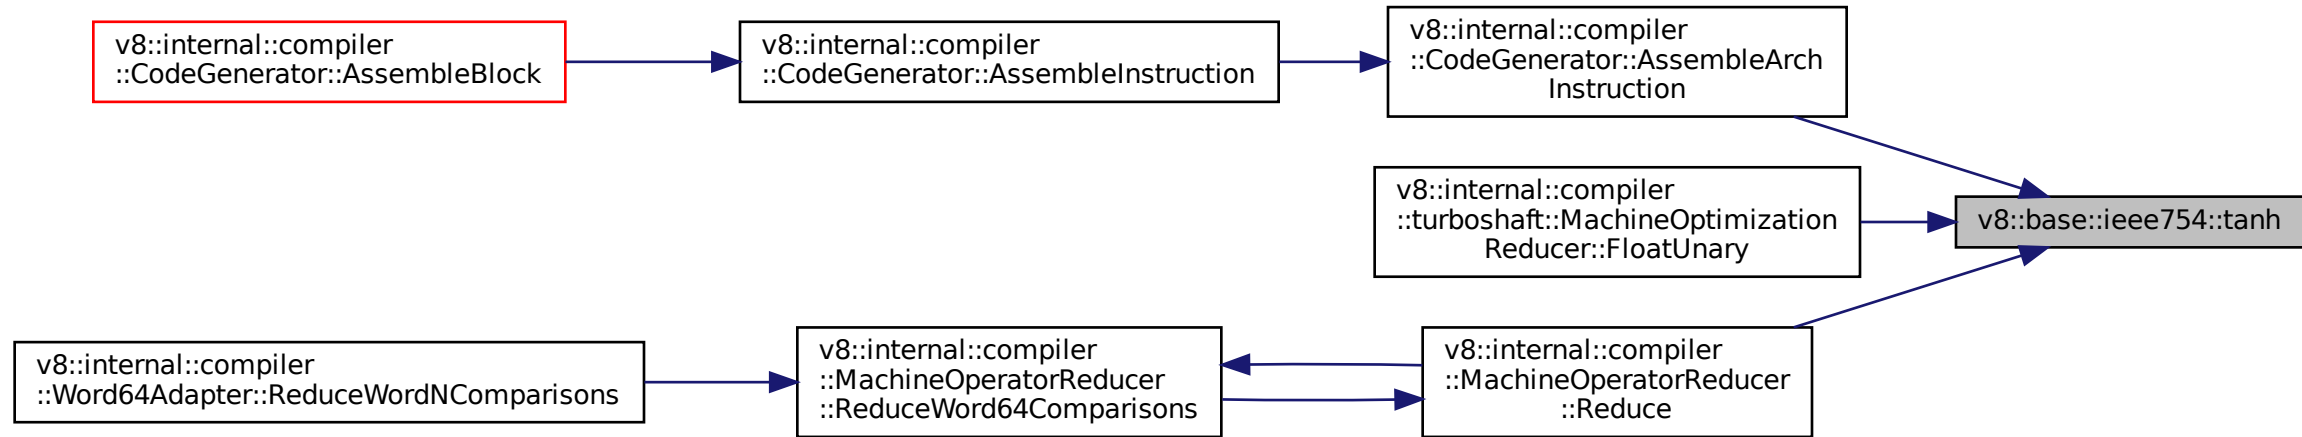 v8::internal::compiler
::CodeGenerator::AssembleBlock
v8::internal::compiler
::CodeGenerator::AssembleInstruction
v8::internal::compiler
::CodeGenerator::AssembleArch
Instruction
v8::internal::compiler
::turboshaft::MachineOptimization
Reducer::FloatUnary
v8::base::ieee754::tanh
v8::internal::compiler
::Word64Adapter::ReduceWordNComparisons
v8::internal::compiler
::MachineOperatorReducer
::ReduceWord64Comparisons
v8::internal::compiler
::MachineOperatorReducer
::Reduce